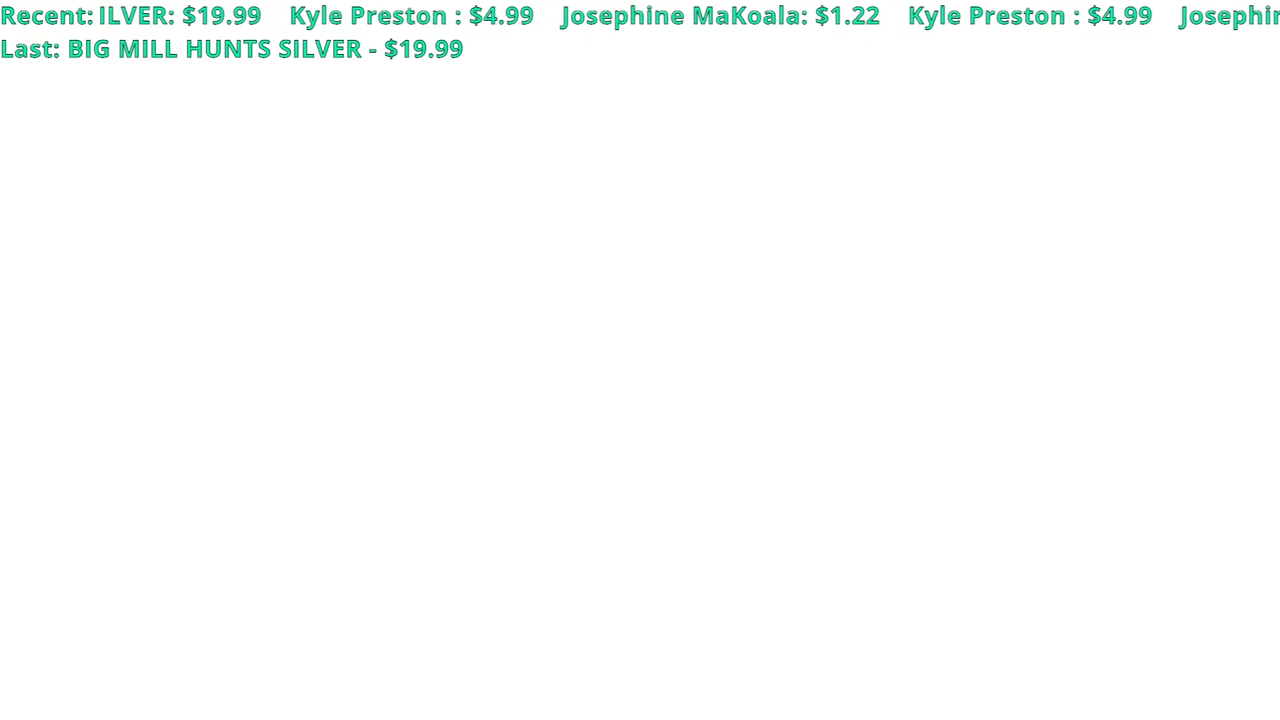 Recent: ILVER: $19.99 Kyle Preston : $4.99 Josephine MaKoala: $1.22 Kyle Preston : $4.99 Josephin
Last: BIG MILL HUNTS SILVER - $19.99